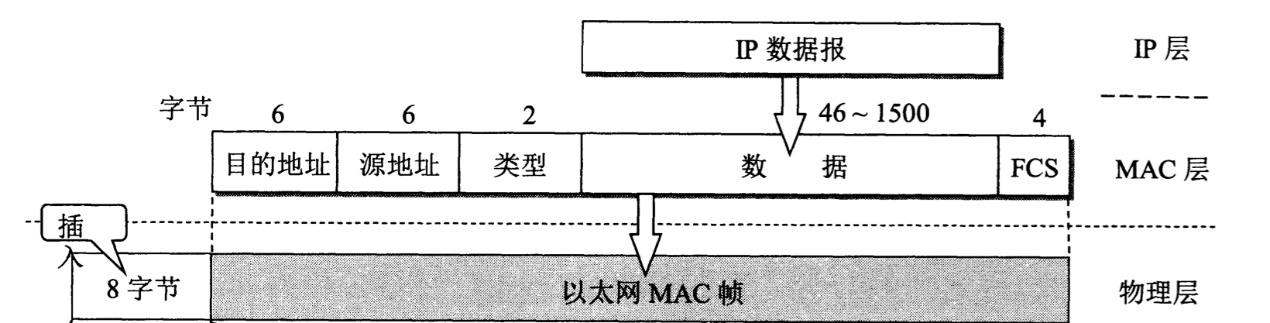 IP 数据报 IP 层
字节 6 6 2 46 ~ 1500 4
目的地址 源地址 类型 数 据 FCS MAC 层
插
入
8 字节 以太网 MAC 帧 物理层